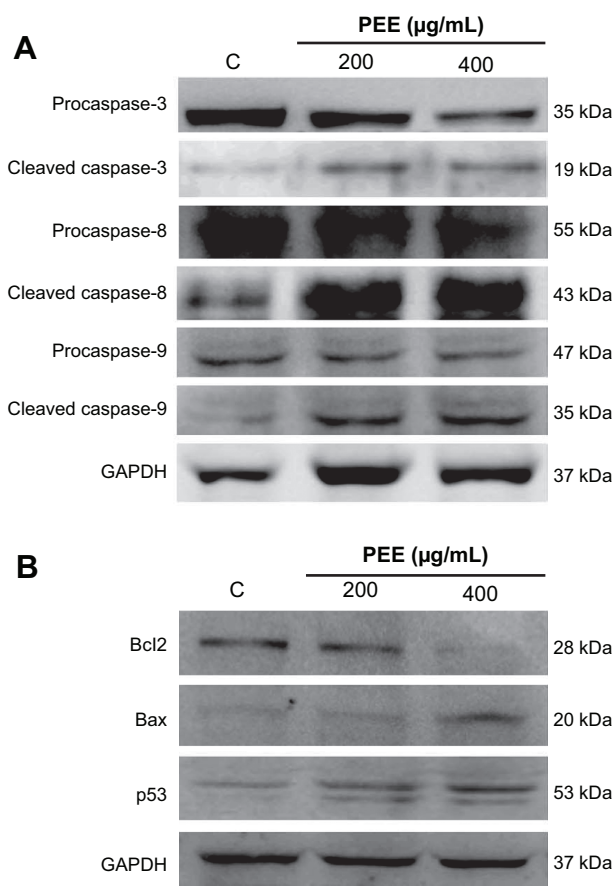 A
PEE (µg/mL)
C 200 400
Procaspase-3 35 kDa
Cleaved caspase-3 19 kDa
Procaspase-8 55 kDa
Cleaved caspase-8 43 kDa
Procaspase-9 47 kDa
Cleaved caspase-9 35 kDa
GAPDH 37 kDa
B
PEE (µg/mL)
C 200 400
Bcl2 28 kDa
Bax 20 kDa
p53 53 kDa
GAPDH 37 kDa